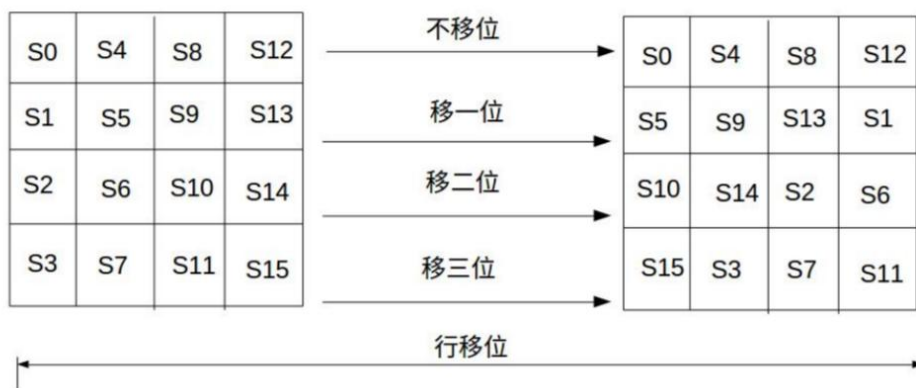 S0 S4 S8 S12 不移位 S0 S4 S8 S12
S1 S5 S9 S13 移一位 S5 S9 S13 S1
S2 S6 S10 S14 移二位 S10 S14 S2 S6
S3 S7 S11 S15 移三位 S15 S3 S7 S11
行移位